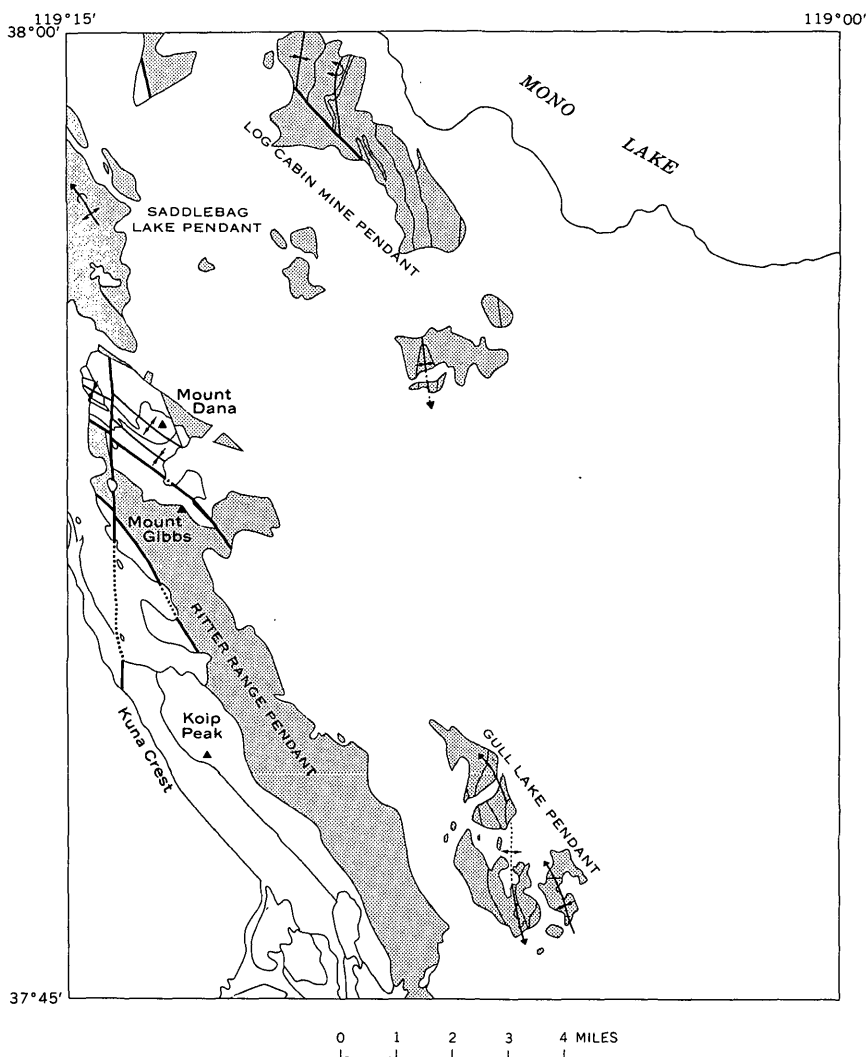 119°15'
119°00'
38°00'
MONO
LAKE
LOG CABIN MINE PENDANT
SADDLEBAG
LAKE PENDANT
Mount
Dana
Mount
Gibbs
RITTER RANGE PENDANT
Koip
Peak
Kuna Crest
GULL LAKE PENDANT
37°45'
0 1 2 3 4 MILES